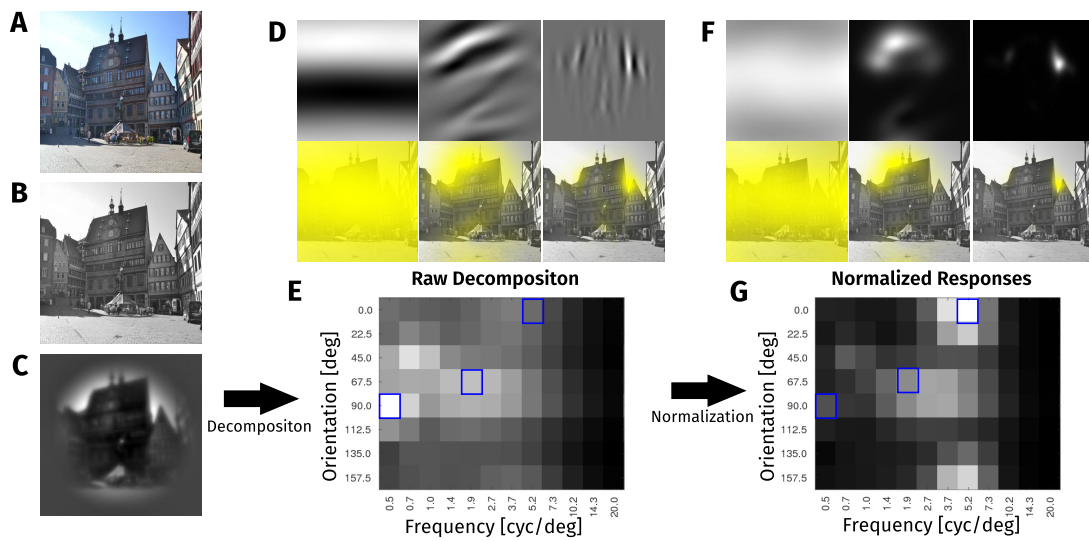 A
B
C
Decompositon
D
Raw Decompositon
E
Orientation [deg]
0.0
22.5
45.0
67.5
90.0
112.5
135.0
157.5
0.5
0.7
1.0
1.4
1.9
2.7
3.7
5.2
7.3
10.2
14.3
20.0
Frequency [cyc/deg]
Normalization
F
Normalized Responses
G
Orientation [deg]
0.0
22.5
45.0
67.5
90.0
112.5
135.0
157.5
0.5
0.7
1.0
1.4
1.9
2.7
3.7
5.2
7.3
10.2
14.3
20.0
Frequency [cyc/deg]